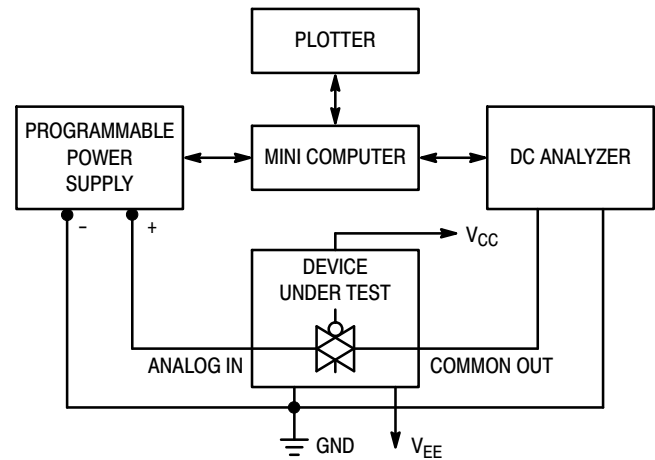 PLOTTER
PROGRAMMABLE
POWER
SUPPLY
MINI COMPUTER
DC ANALYZER
– +
VCC
DEVICE
UNDER TEST
ANALOG IN
COMMON OUT
GND
VEE